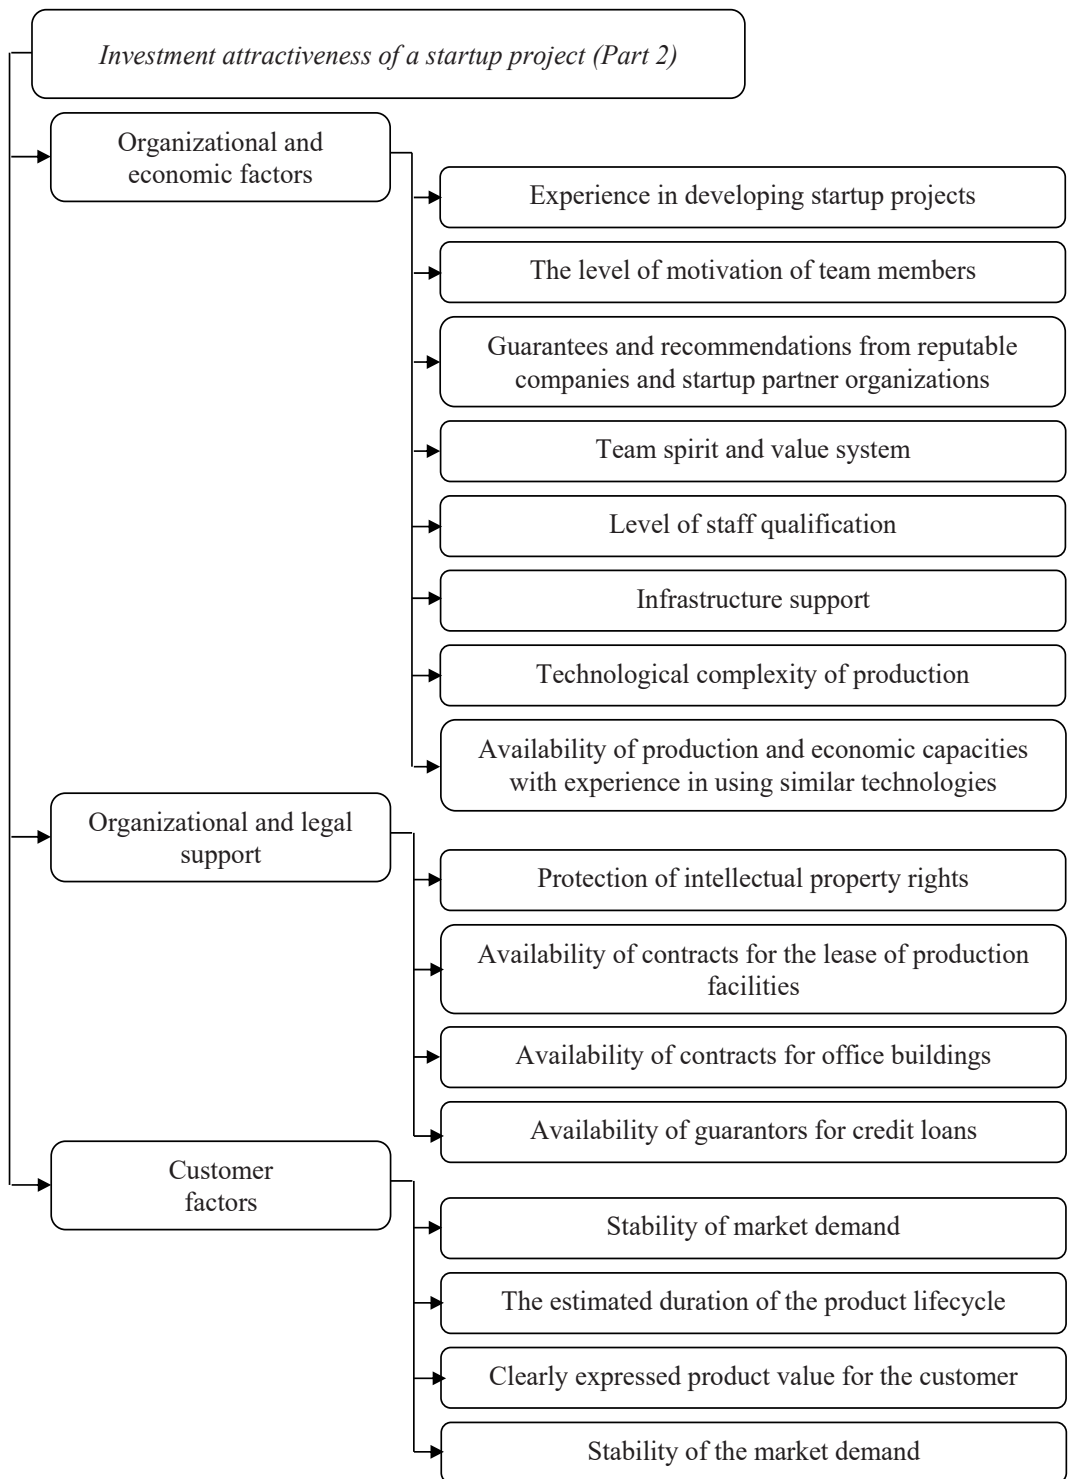 Investment attractiveness of a startup project (Part 2)
Organizational and
economic factors
Experience in developing startup projects
The level of motivation of team members
Guarantees and recommendations from reputable
companies and startup partner organizations
Team spirit and value system
Level of staff qualification
Infrastructure support
Technological complexity of production
Availability of production and economic capacities
with experience in using similar technologies
Organizational and legal
support
Protection of intellectual property rights
Availability of contracts for the lease of production
facilities
Availability of contracts for office buildings
Availability of guarantors for credit loans
Customer
factors
Stability of market demand
The estimated duration of the product lifecycle
Clearly expressed product value for the customer
Stability of the market demand